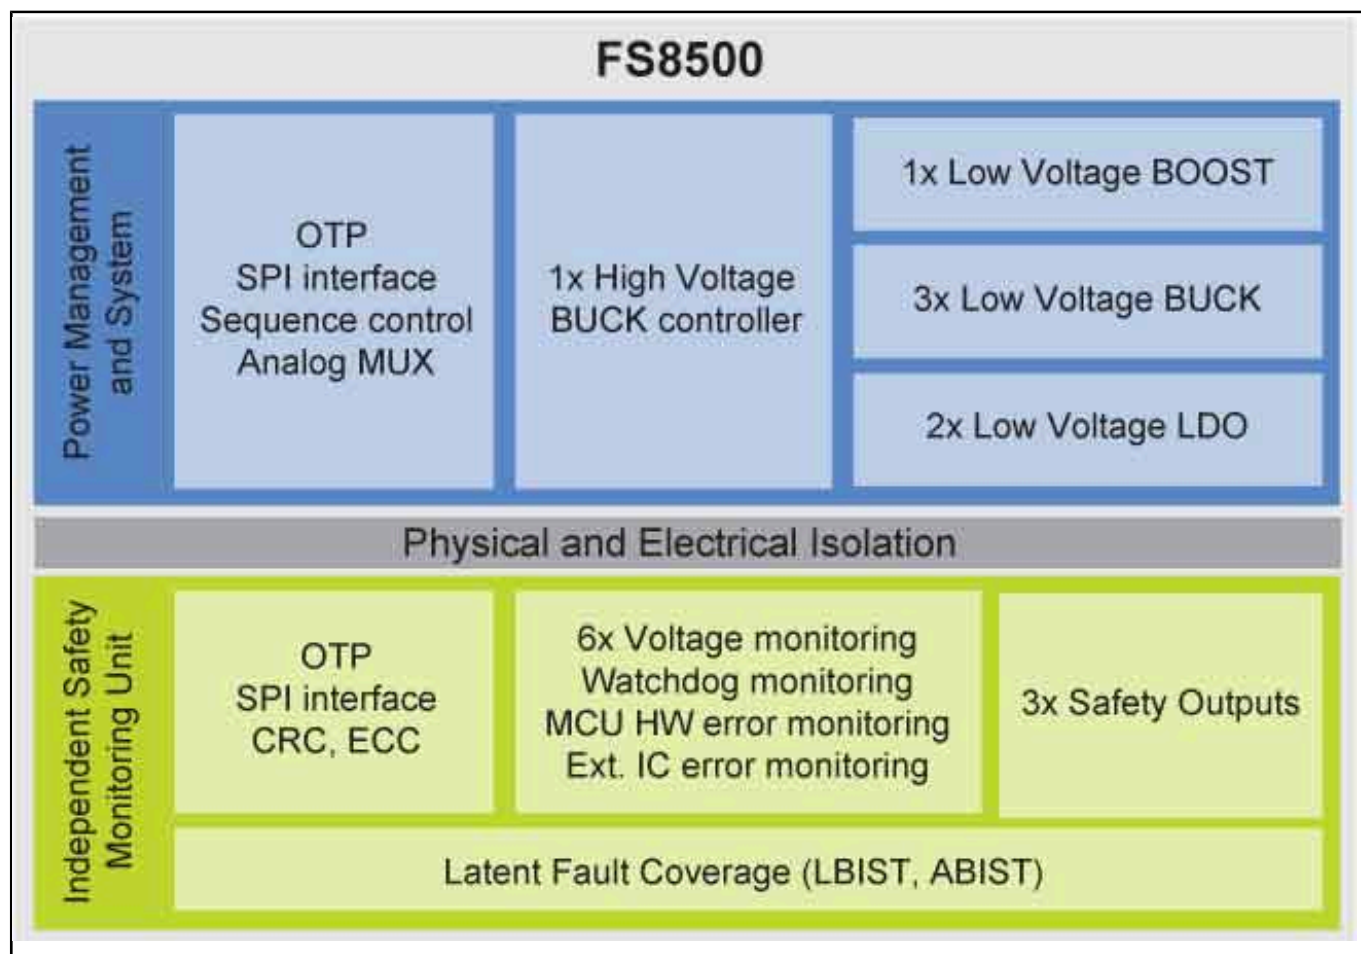 FS8500
Power Management
and System
OTP
SPI interface
Sequence control
Analog MUX
1x High Voltage
BUCK controller
1x Low Voltage BOOST
3x Low Voltage BUCK
2x Low Voltage LDO
Physical and Electrical Isolation
Independent Safety
Monitoring Unit
OTP
SPI interface
CRC, ECC
6x Voltage monitoring
Watchdog monitoring
MCU HW error monitoring
Ext. IC error monitoring
3x Safety Outputs
Latent Fault Coverage (LBIST, ABIST)